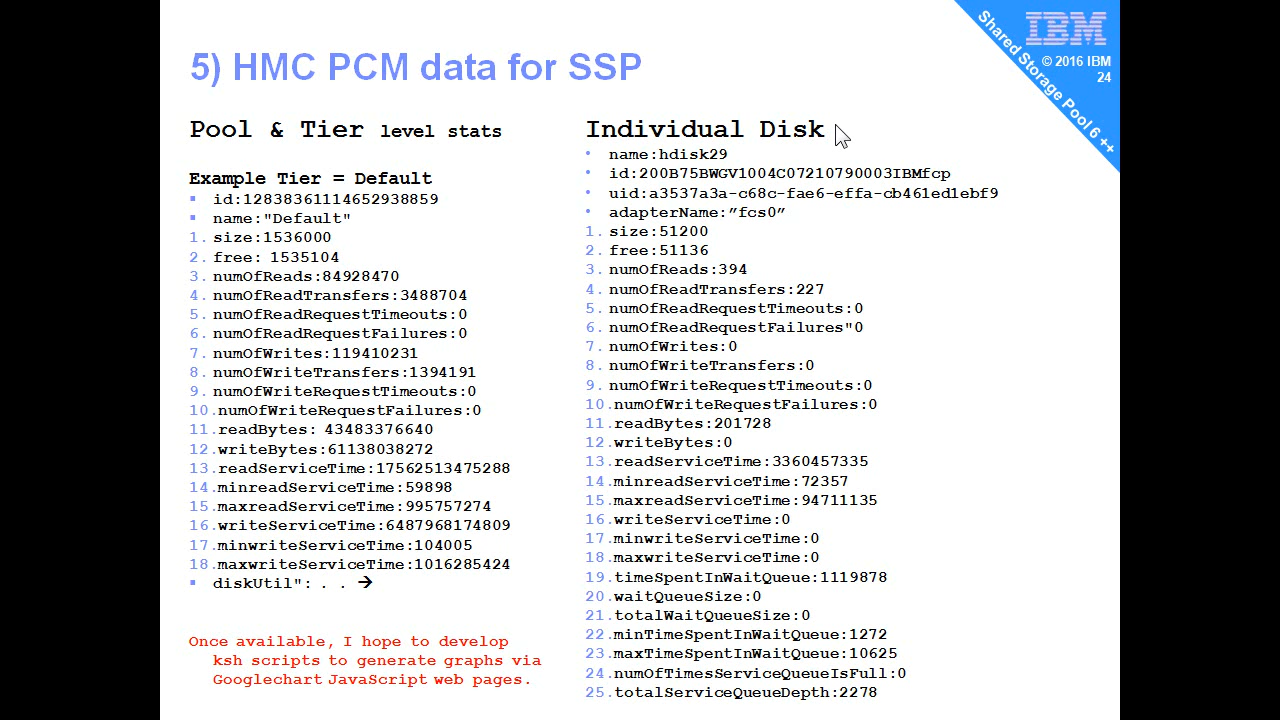 5) HMC PCM data for SSP
IBM
© 2016 IBM
24
Shared Storage Pool 6 ++
Pool & Tier level stats
Example Tier = Default
▪ id:12838361114652938859
▪ name:"Default"
1. size:1536000
2. free: 1535104
3. numOfReads:84928470
4. numOfReadTransfers:3488704
5. numOfReadRequestTimeouts:0
6. numOfReadRequestFailures:0
7. numOfWrites:119410231
8. numOfWriteTransfers:1394191
9. numOfWriteRequestTimeouts:0
10.numOfWriteRequestFailures:0
11.readBytes: 43483376640
12.writeBytes:61138038272
13.readServiceTime:17562513475288
14.minreadServiceTime:59898
15.maxreadServiceTime:995757274
16.writeServiceTime:6487968174809
17.minwriteServiceTime:104005
18.maxwriteServiceTime:1016285424
▪ diskUtil": . . →
Once available, I hope to develop
ksh scripts to generate graphs via
Googlechart JavaScript web pages.
Individual Disk
• name:hdisk29
• id:200B75BWGV1004C07210790003IBMfcp
• uid:a3537a3a-c68c-fae6-effa-cb461ed1ebf9
• adapterName:”fcs0”
1. size:51200
2. free:51136
3. numOfReads:394
4. numOfReadTransfers:227
5. numOfReadRequestTimeouts:0
6. numOfReadRequestFailures"0
7. numOfWrites:0
8. numOfWriteTransfers:0
9. numOfWriteRequestTimeouts:0
10.numOfWriteRequestFailures:0
11.readBytes:201728
12.writeBytes:0
13.readServiceTime:3360457335
14.minreadServiceTime:72357
15.maxreadServiceTime:94711135
16.writeServiceTime:0
17.minwriteServiceTime:0
18.maxwriteServiceTime:0
19.timeSpentInWaitQueue:1119878
20.waitQueueSize:0
21.totalWaitQueueSize:0
22.minTimeSpentInWaitQueue:1272
23.maxTimeSpentInWaitQueue:10625
24.numOfTimesServiceQueueIsFull:0
25.totalServiceQueueDepth:2278